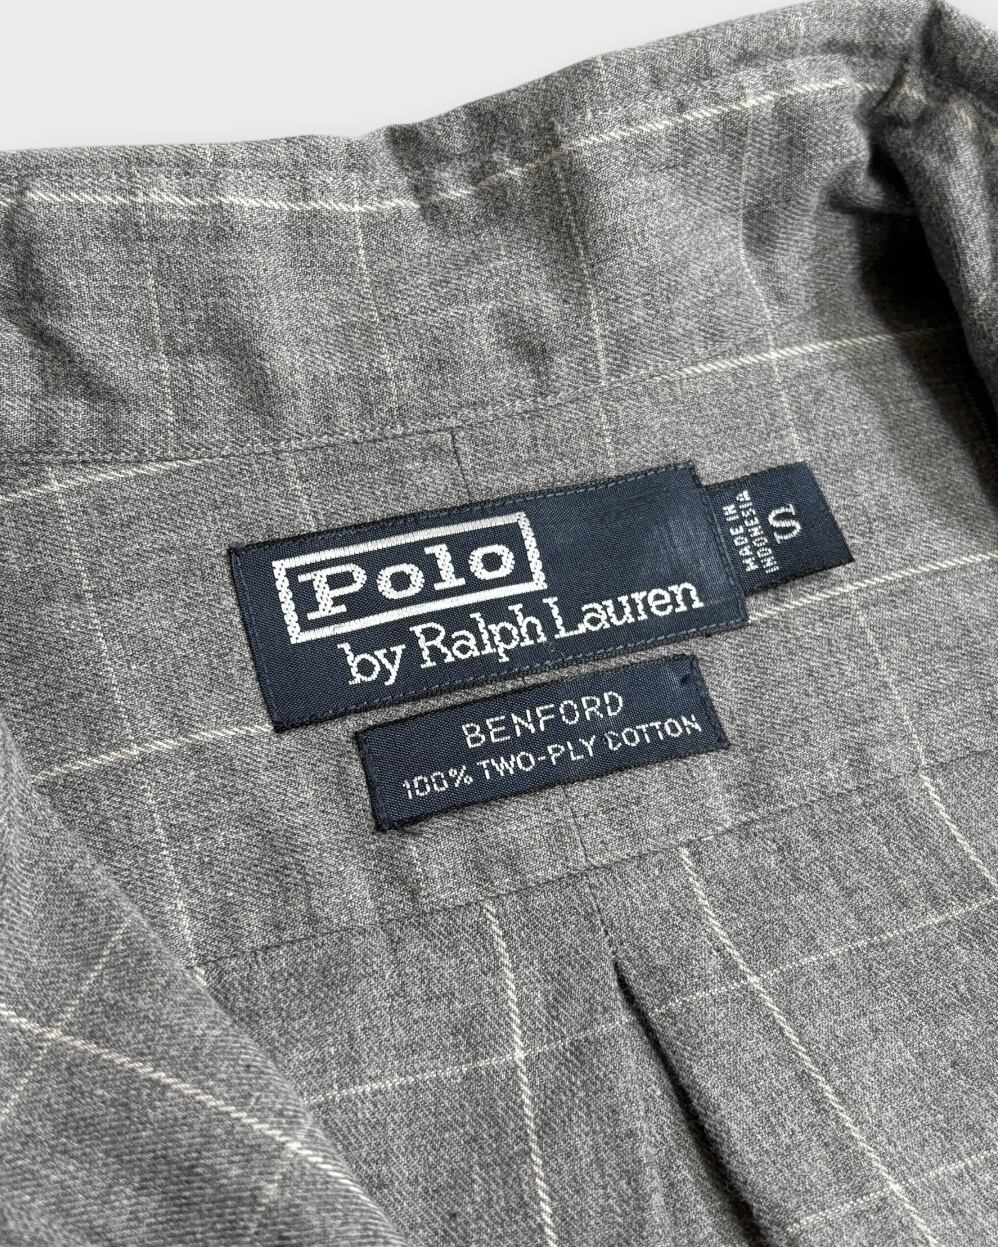 Polo
by Ralph Lauren
MADE IN
INDONESIA
S
BENFORD
100% TWO-PLY COTTON